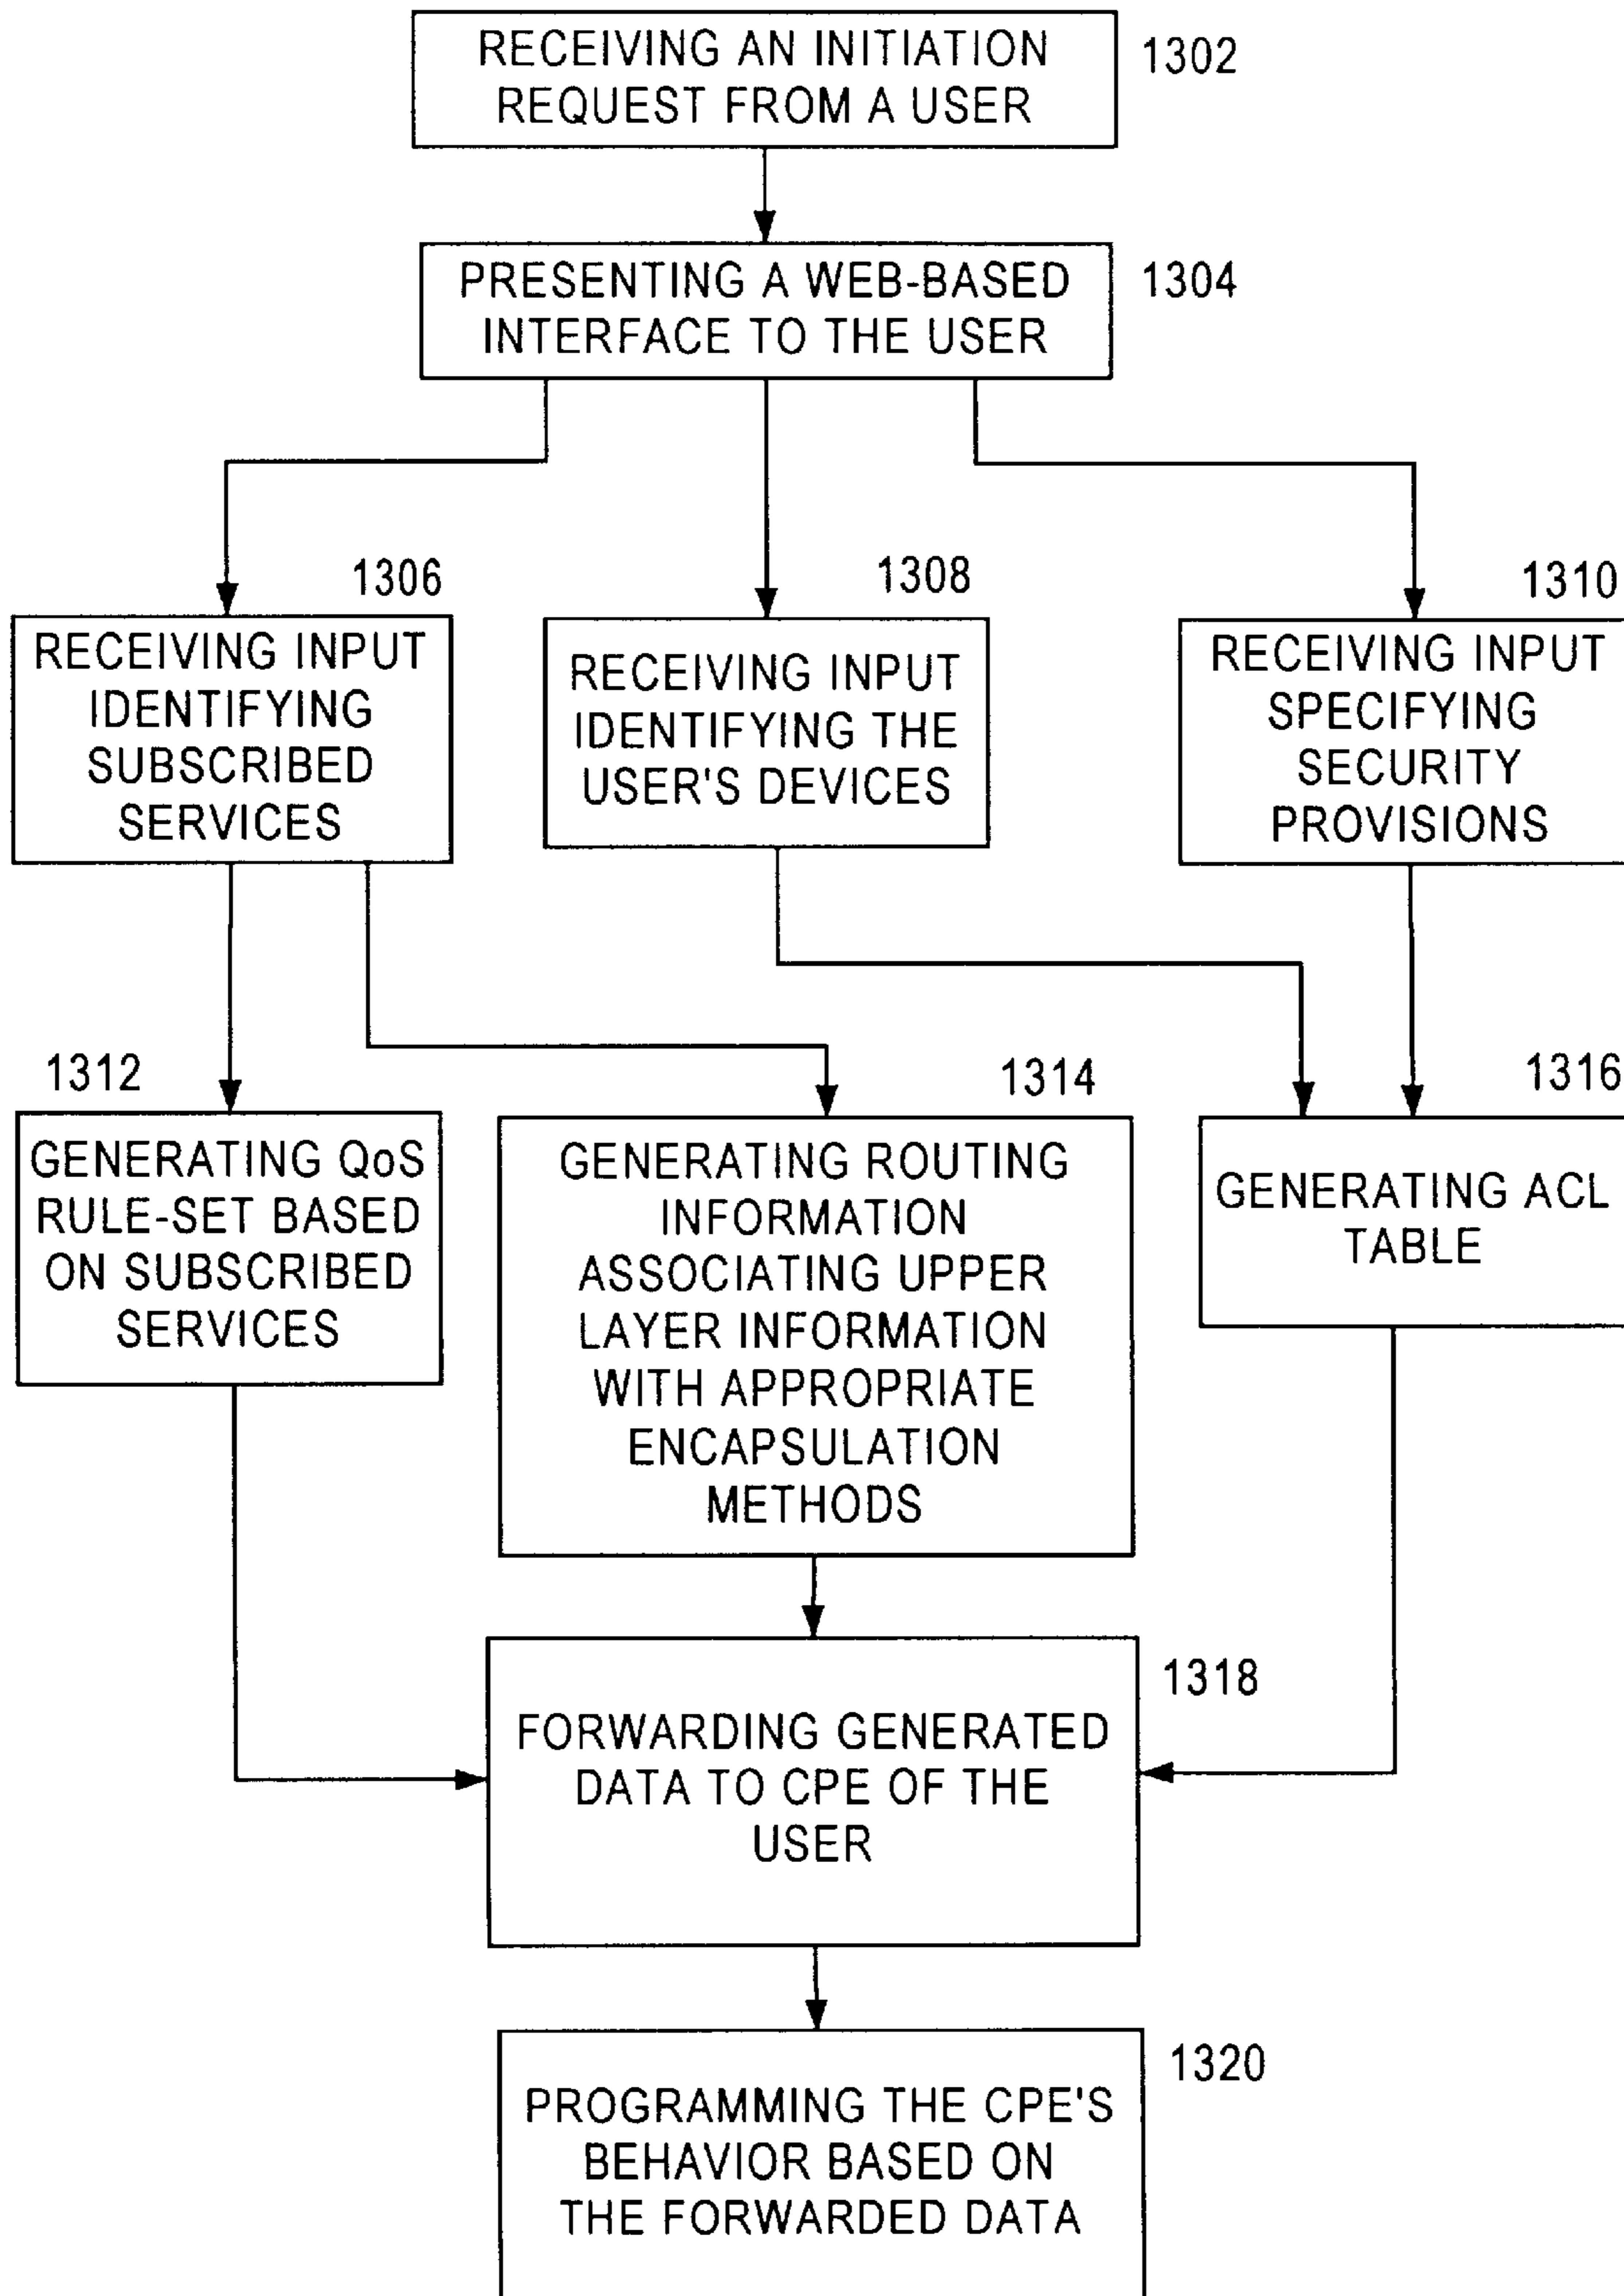 RECEIVING AN INITIATION
REQUEST FROM A USER
1302
PRESENTING A WEB-BASED
INTERFACE TO THE USER
1304
1306
RECEIVING INPUT
IDENTIFYING
SUBSCRIBED
SERVICES
1308
RECEIVING INPUT
IDENTIFYING THE
USER'S DEVICES
1310
RECEIVING INPUT
SPECIFYING
SECURITY
PROVISIONS
1312
GENERATING QoS
RULE-SET BASED
ON SUBSCRIBED
SERVICES
1314
GENERATING ROUTING
INFORMATION
ASSOCIATING UPPER
LAYER INFORMATION
WITH APPROPRIATE
ENCAPSULATION
METHODS
1316
GENERATING ACL
TABLE
1318
FORWARDING GENERATED
DATA TO CPE OF THE
USER
1320
PROGRAMMING THE CPE'S
BEHAVIOR BASED ON
THE FORWARDED DATA